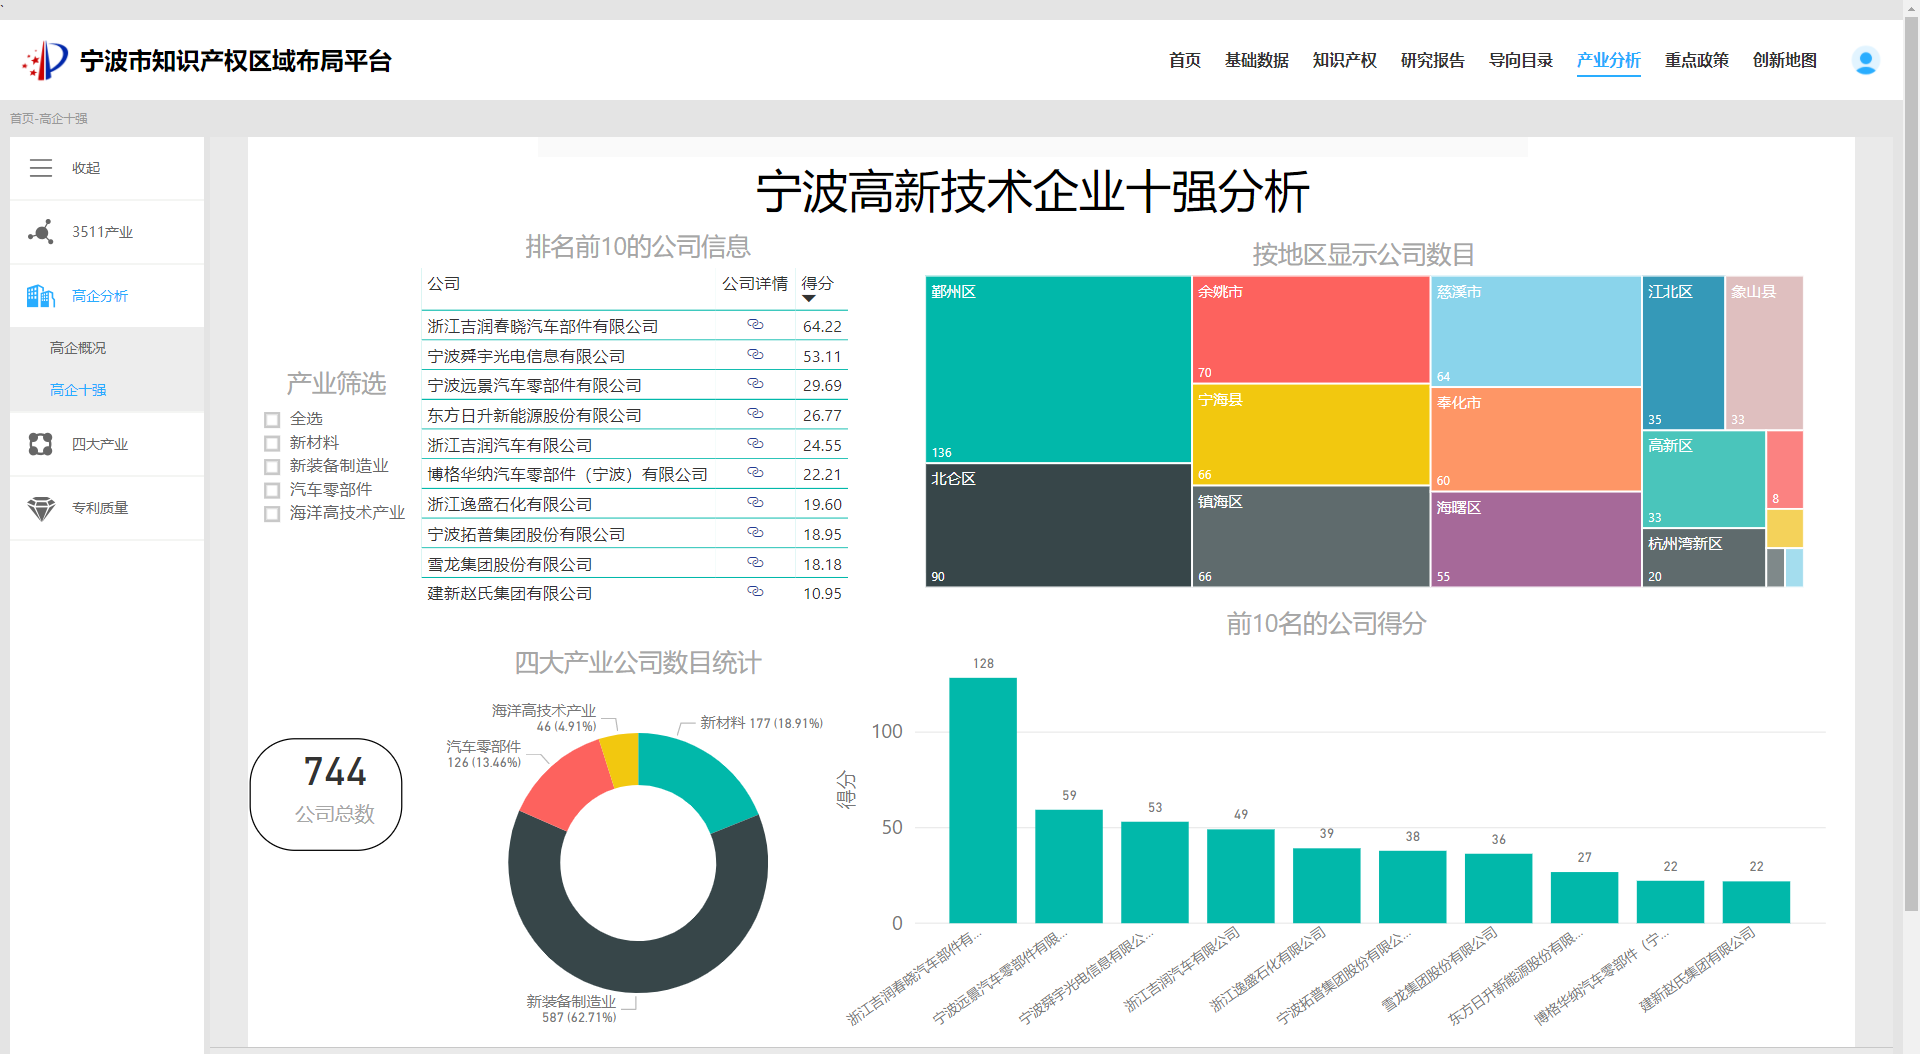 宁波市知识产权区域布局平台
首页 基础数据 知识产权 研究报告 导向目录 产业分析 重点政策 创新地图
首页-高企十强
收起
3511产业
高企分析
高企概况
高企十强
四大产业
专利质量
宁波高新技术企业十强分析
产业筛选
全选
新材料
新装备制造业
汽车零部件
海洋高技术产业
排名前10的公司信息
公司 公司详情 得分
浙江吉润春晓汽车部件有限公司 64.22
宁波舜宇光电信息有限公司 53.11
宁波远景汽车零部件有限公司 29.69
东方日升新能源股份有限公司 26.77
浙江吉润汽车有限公司 24.55
博格华纳汽车零部件（宁波）有限公司 22.21
浙江逸盛石化有限公司 19.60
宁波拓普集团股份有限公司 18.95
雪龙集团股份有限公司 18.18
建新赵氏集团有限公司 10.95
按地区显示公司数目
鄞州区
136
北仑区
90
余姚市
70
宁海县
66
镇海区
66
慈溪市
64
奉化市
60
海曙区
55
江北区
35
象山县
33
高新区
33
8
杭州湾新区
20
744
公司总数
四大产业公司数目统计
海洋高技术产业
46 (4.91%)
汽车零部件
126 (13.46%)
新材料 177 (18.91%)
新装备制造业
587 (62.71%)
前10名的公司得分
得分
100
50
0
128
59
53
49
39
38
36
27
22
22
浙江吉润春晓汽车部件有...
宁波远景汽车零部件有限...
宁波舜宇光电信息有限公...
浙江吉润汽车有限公司
浙江逸盛石化有限公司
宁波拓普集团股份有限公...
雪龙集团股份有限公司
东方日升新能源股份有限...
博格华纳汽车零部件（宁...
建新赵氏集团有限公司